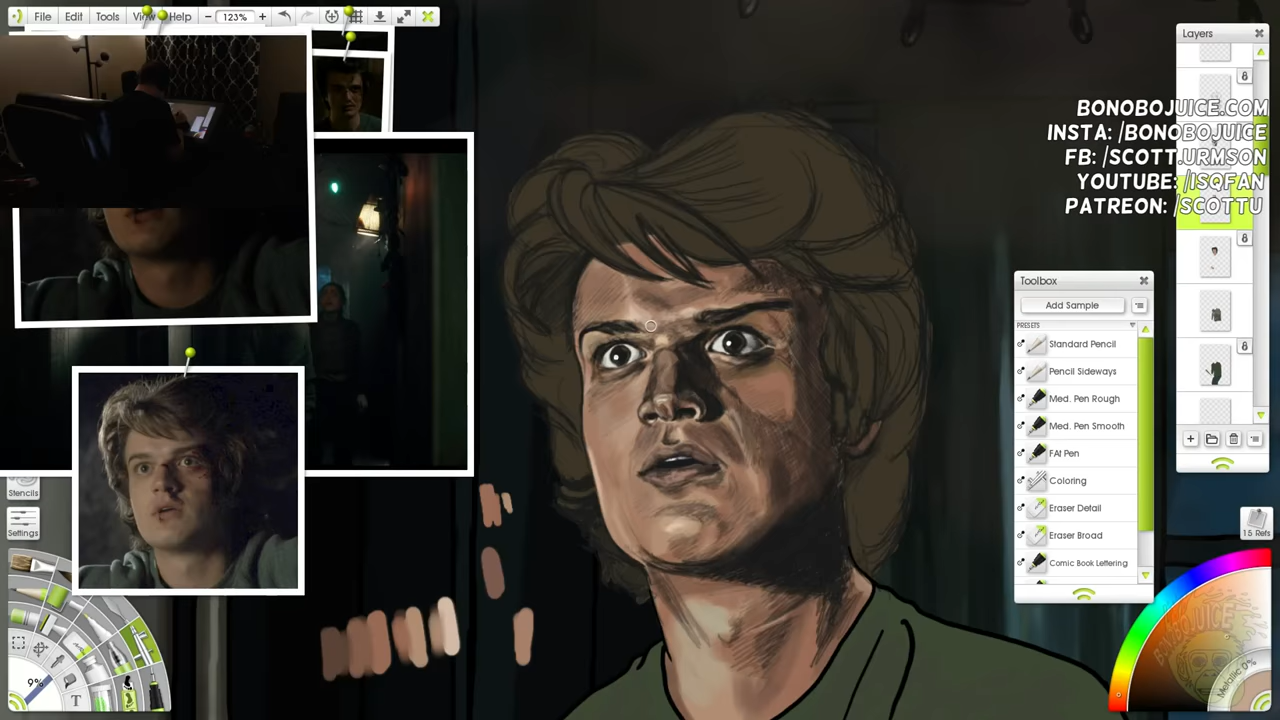 File Edit Tools View Help 123%
Layers
BONOBOJUICE.COM
INSTA: /BONOBOJUICE
FB: /SCOTT.URMSON
YOUTUBE: /ISQFAN
PATREON: /SCOTTU
Toolbox
Add Sample
PRESETS
Standard Pencil
Pencil Sideways
Med. Pen Rough
Med. Pen Smooth
FAt Pen
Coloring
Eraser Detail
Eraser Broad
Comic Book Lettering
Stencils
Settings
15 Refs
9%
T
Metallic 0%